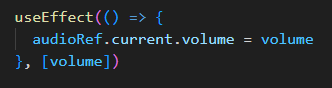 useEffect(() => {
  audioRef.current.volume = volume
}, [volume])